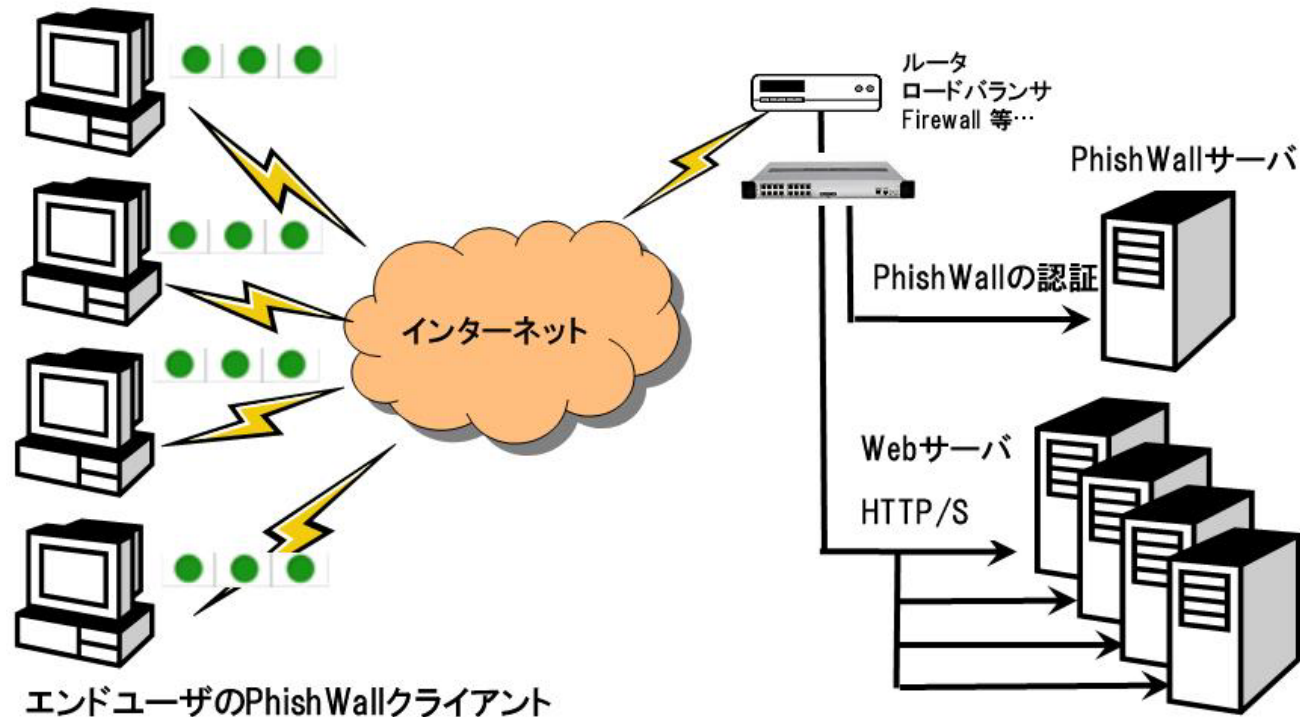 ルータ
ロードバランサ
Firewall 等…
PhishWallサーバ
PhishWallの認証
インターネット
Webサーバ
HTTP/S
エンドユーザのPhishWallクライアント